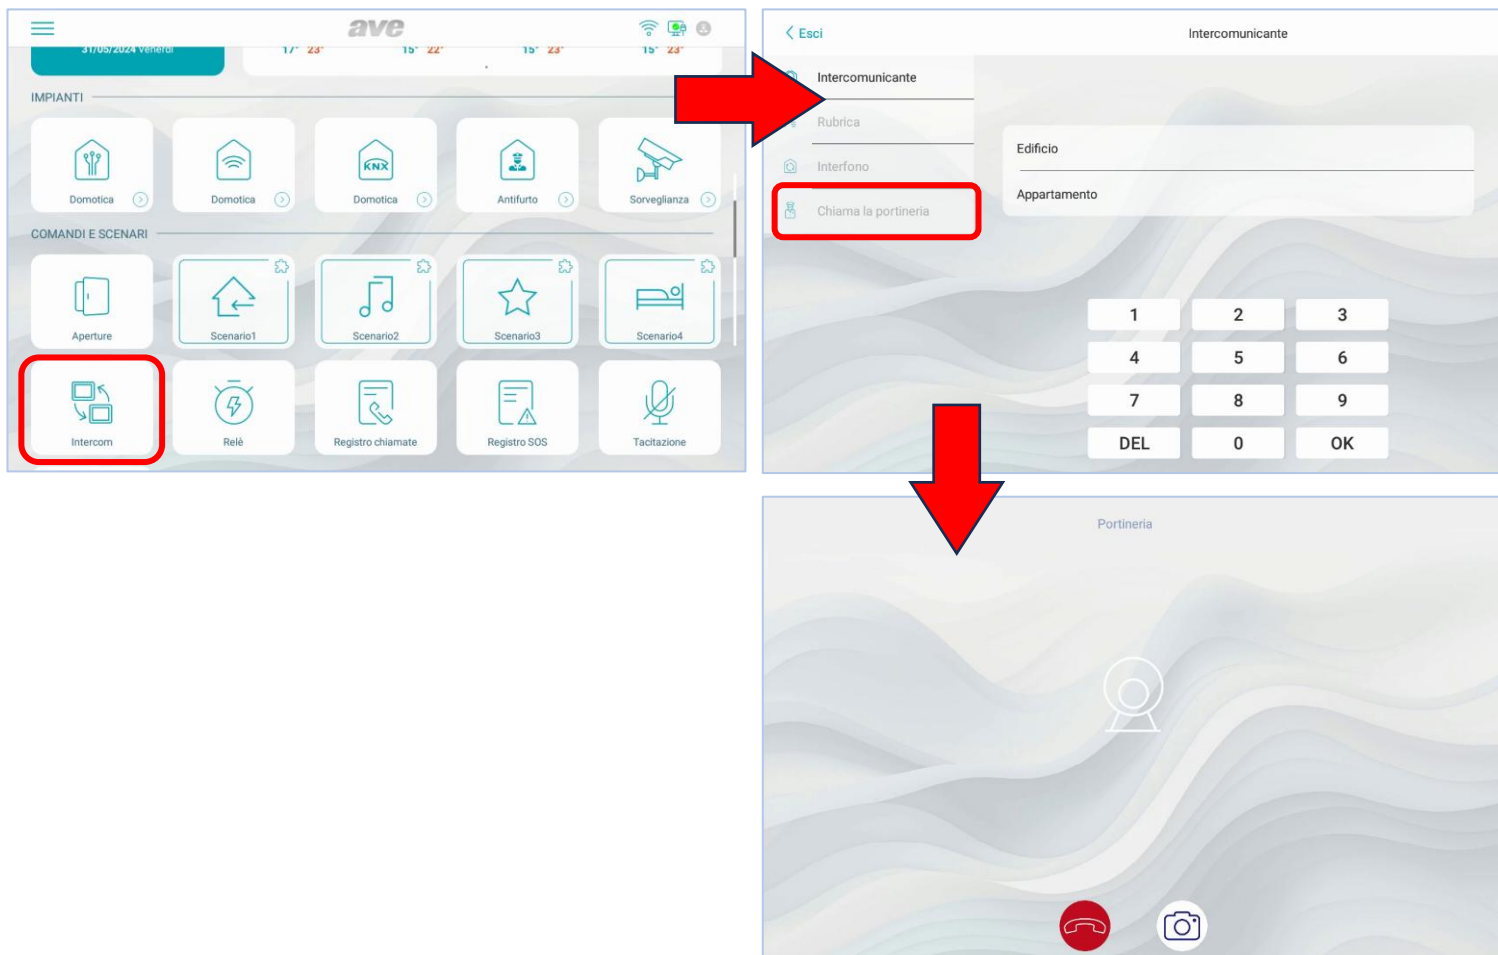 ave
31/05/2024 venerdì
17° 23° 15° 22° 15° 23° 15° 23°
IMPIANTI
Domotica Domotica KNX Domotica Antifurto Sorveglianza
COMANDI E SCENARI
Aperture Scenario1 Scenario2 Scenario3 Scenario4
Intercom Relè Registro chiamate Registro SOS Tacitazione
Esci Intercomunicante
Intercomunicante
Rubrica
Interfono
Chiama la portineria
Edificio
Appartamento
1 2 3
4 5 6
7 8 9
DEL 0 OK
Portineria